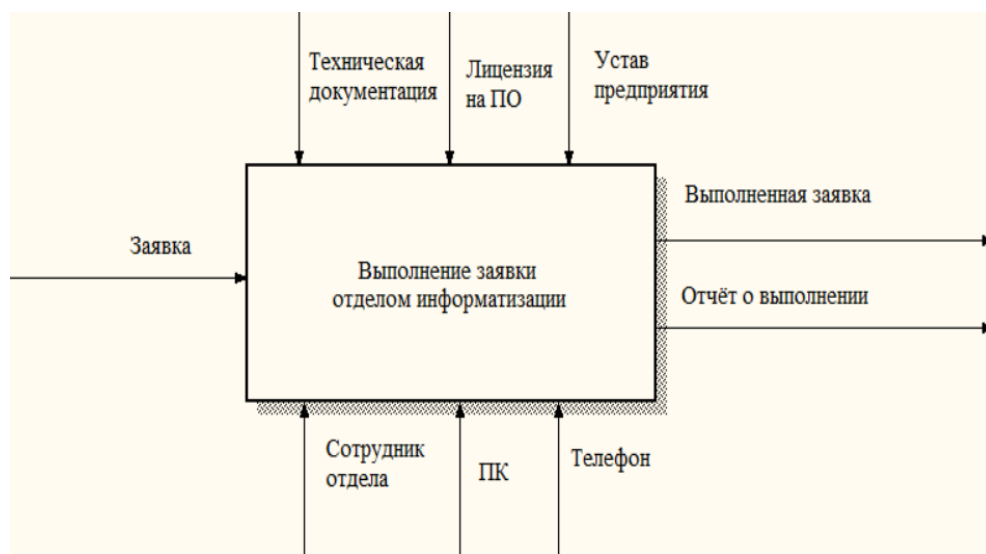 Техническая
документация
Лицензия
на ПО
Устав
предприятия
Заявка
Выполнение заявки
отделом информатизации
Выполненная заявка
Отчёт о выполнении
Сотрудник
отдела
ПК
Телефон